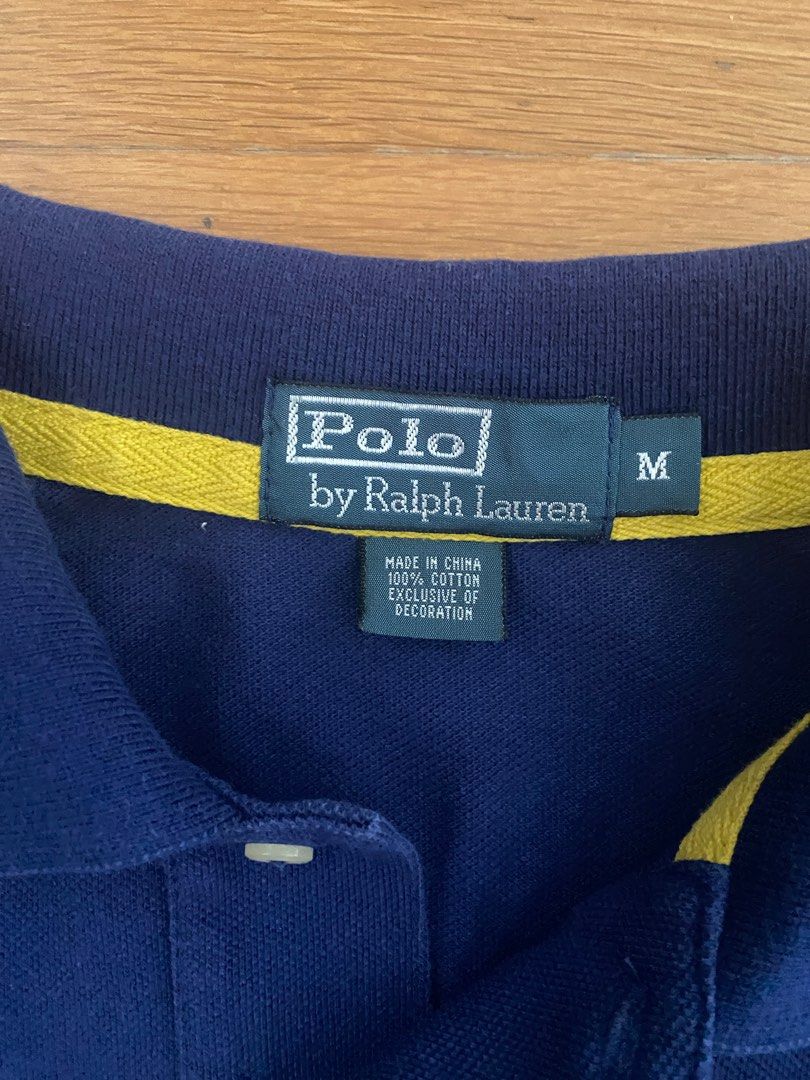 Polo
by Ralph Lauren
M
MADE IN CHINA
100% COTTON
EXCLUSIVE OF
DECORATION